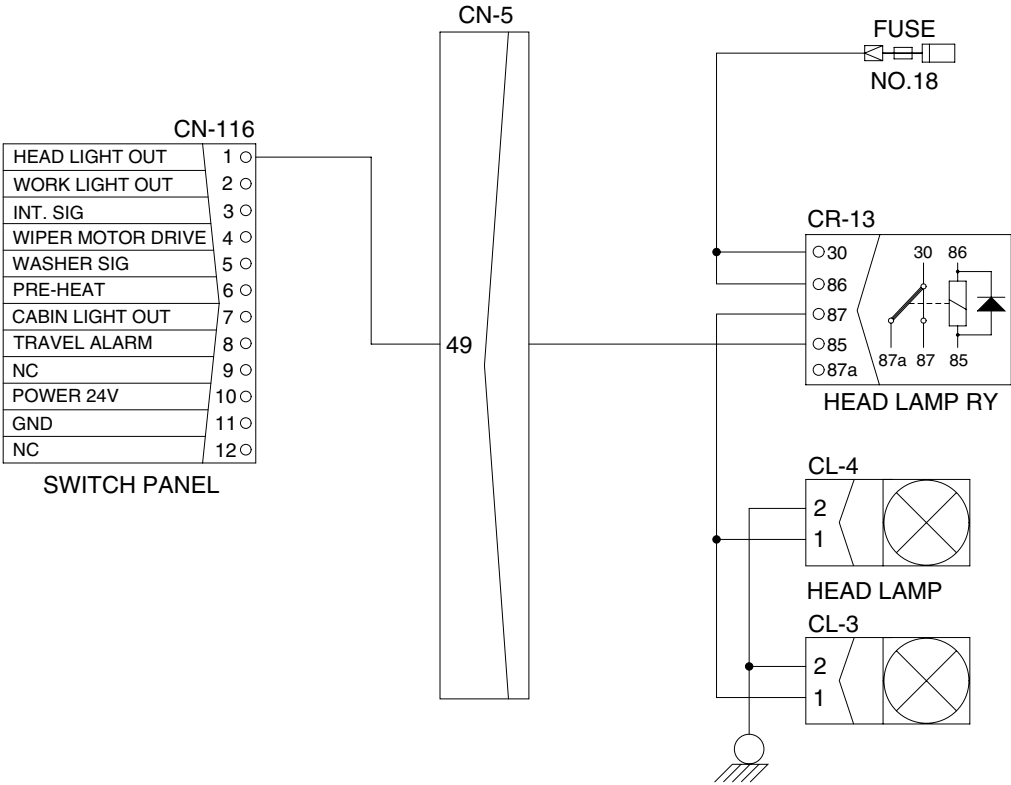 CN-5
FUSE
NO.18
CN-116
HEAD LIGHT OUT 1
WORK LIGHT OUT 2
INT. SIG 3
WIPER MOTOR DRIVE 4
WASHER SIG 5
PRE-HEAT 6
CABIN LIGHT OUT 7
TRAVEL ALARM 8
NC 9
POWER 24V 10
GND 11
NC 12
SWITCH PANEL
49
CR-13
30
86
87
85
87a
30 86
87a 87 85
HEAD LAMP RY
CL-4
2
1
HEAD LAMP
CL-3
2
1